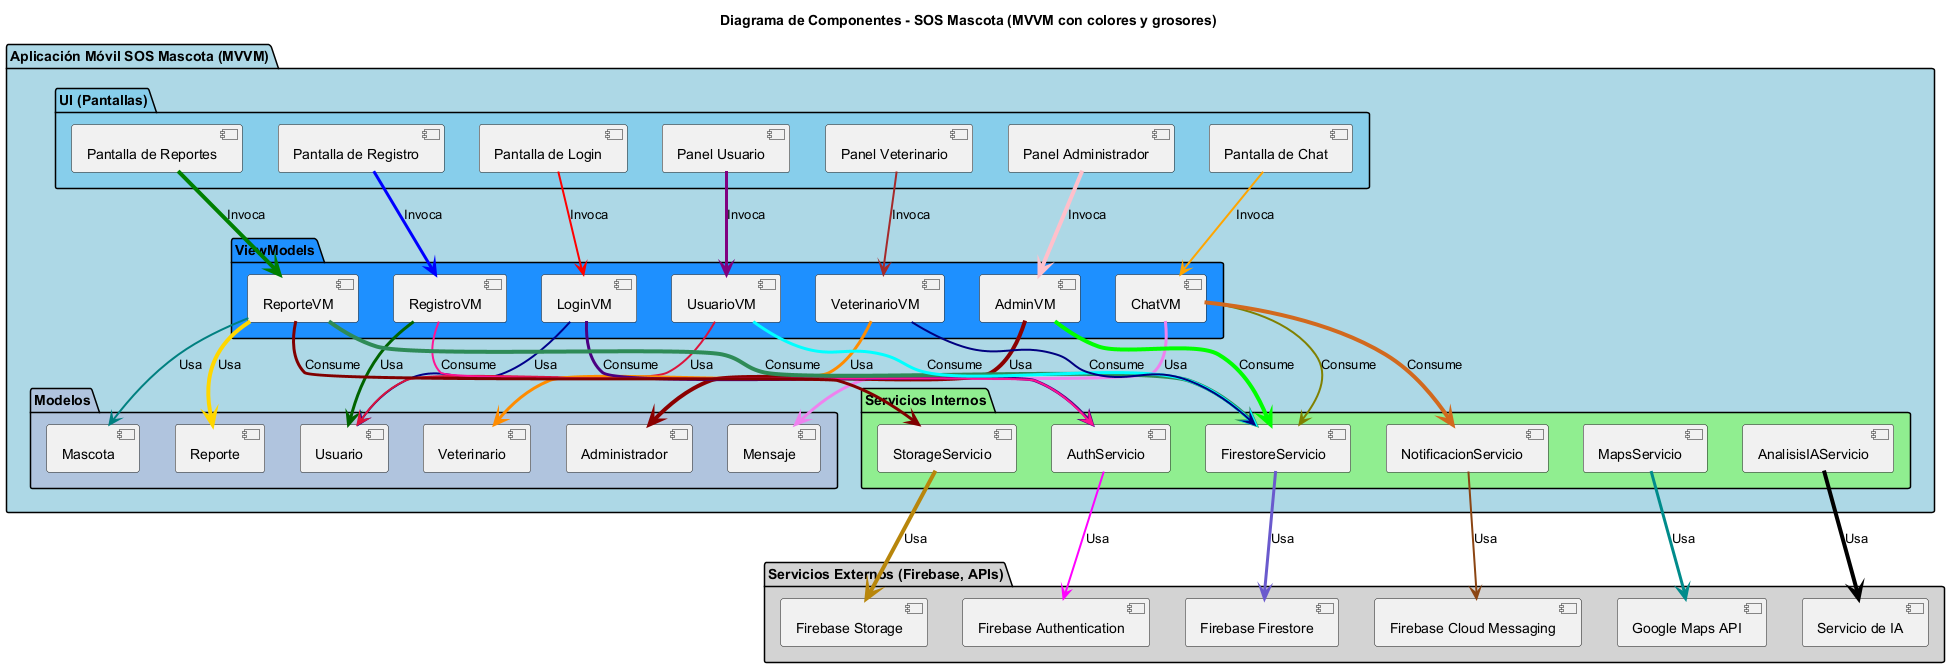 Diagrama de Componentes - SOS Mascota (MVVM con colores y grosores)
Aplicación Móvil SOS Mascota (MVVM)
UI (Pantallas)
Pantalla de Reportes
Pantalla de Registro
Pantalla de Login
Panel Usuario
Panel Veterinario
Panel Administrador
Pantalla de Chat
Invoca
Invoca
Invoca
Invoca
Invoca
Invoca
Invoca
ViewModels
ReporteVM
RegistroVM
LoginVM
UsuarioVM
VeterinarioVM
AdminVM
ChatVM
Usa
Usa
Consume
Usa
Consume
Usa
Consume
Usa
Consume
Usa
Consume
Usa
Consume
Usa
Consume
Consume
Consume
Modelos
Mascota
Reporte
Usuario
Veterinario
Administrador
Mensaje
Servicios Internos
StorageServicio
AuthServicio
FirestoreServicio
NotificacionServicio
MapsServicio
AnalisisIAServicio
Usa
Usa
Usa
Usa
Usa
Usa
Servicios Externos (Firebase, APIs)
Firebase Storage
Firebase Authentication
Firebase Firestore
Firebase Cloud Messaging
Google Maps API
Servicio de IA